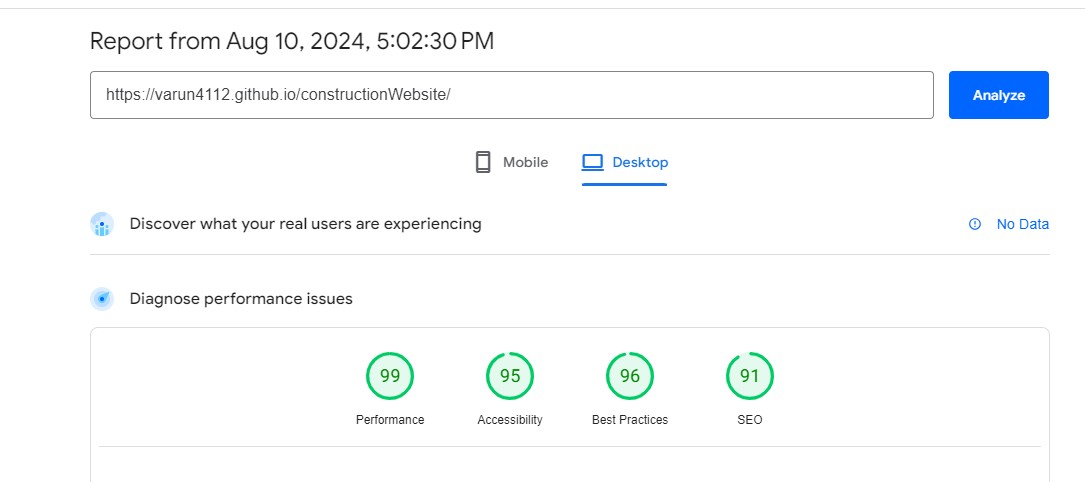 Report from Aug 10, 2024, 5:02:30 PM
https://varun4112.github.io/constructionWebsite/
Analyze
Mobile
Desktop
Discover what your real users are experiencing
No Data
Diagnose performance issues
99
95
96
91
Performance
Accessibility
Best Practices
SEO